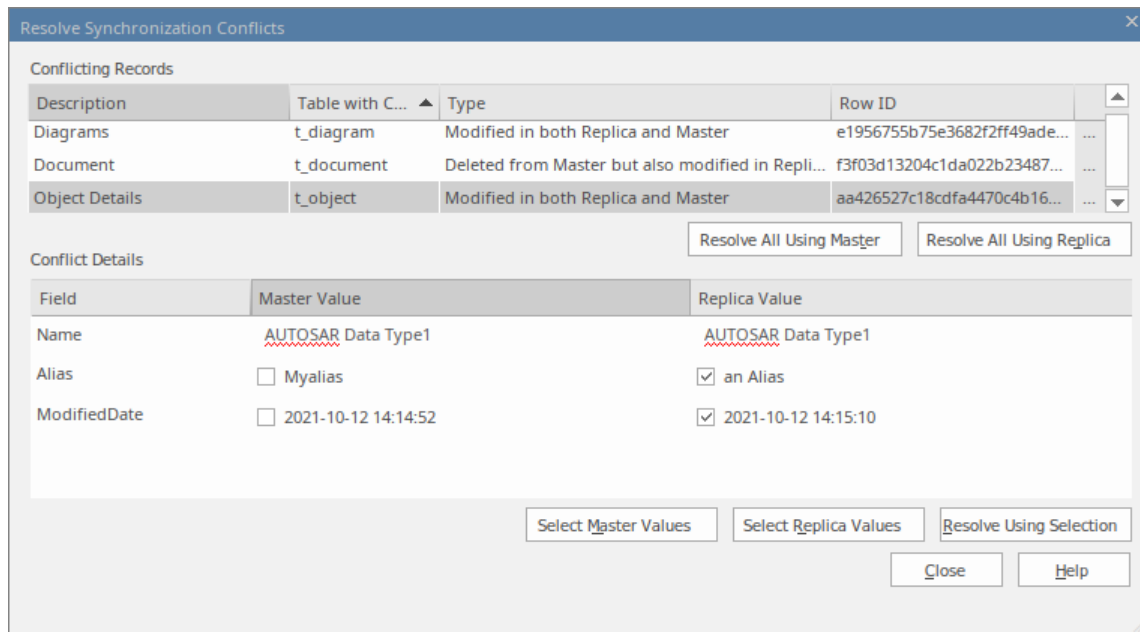 Resolve Synchronization Conflicts
Conflicting Records
Description Table with C... Type Row ID
Diagrams t_diagram Modified in both Replica and Master e1956755b75e3682f2ff49ade... ...
Document t_document Deleted from Master but also modified in Repli... f3f03d13204c1da022b23487... ...
Object Details t_object Modified in both Replica and Master aa426527c18cdfa4470c4b16... ...
Resolve All Using Master Resolve All Using Replica
Conflict Details
Field Master Value Replica Value
Name AUTOSAR Data Type1 AUTOSAR Data Type1
Alias Myalias an Alias
ModifiedDate 2021-10-12 14:14:52 2021-10-12 14:15:10
Select Master Values Select Replica Values Resolve Using Selection
Close Help